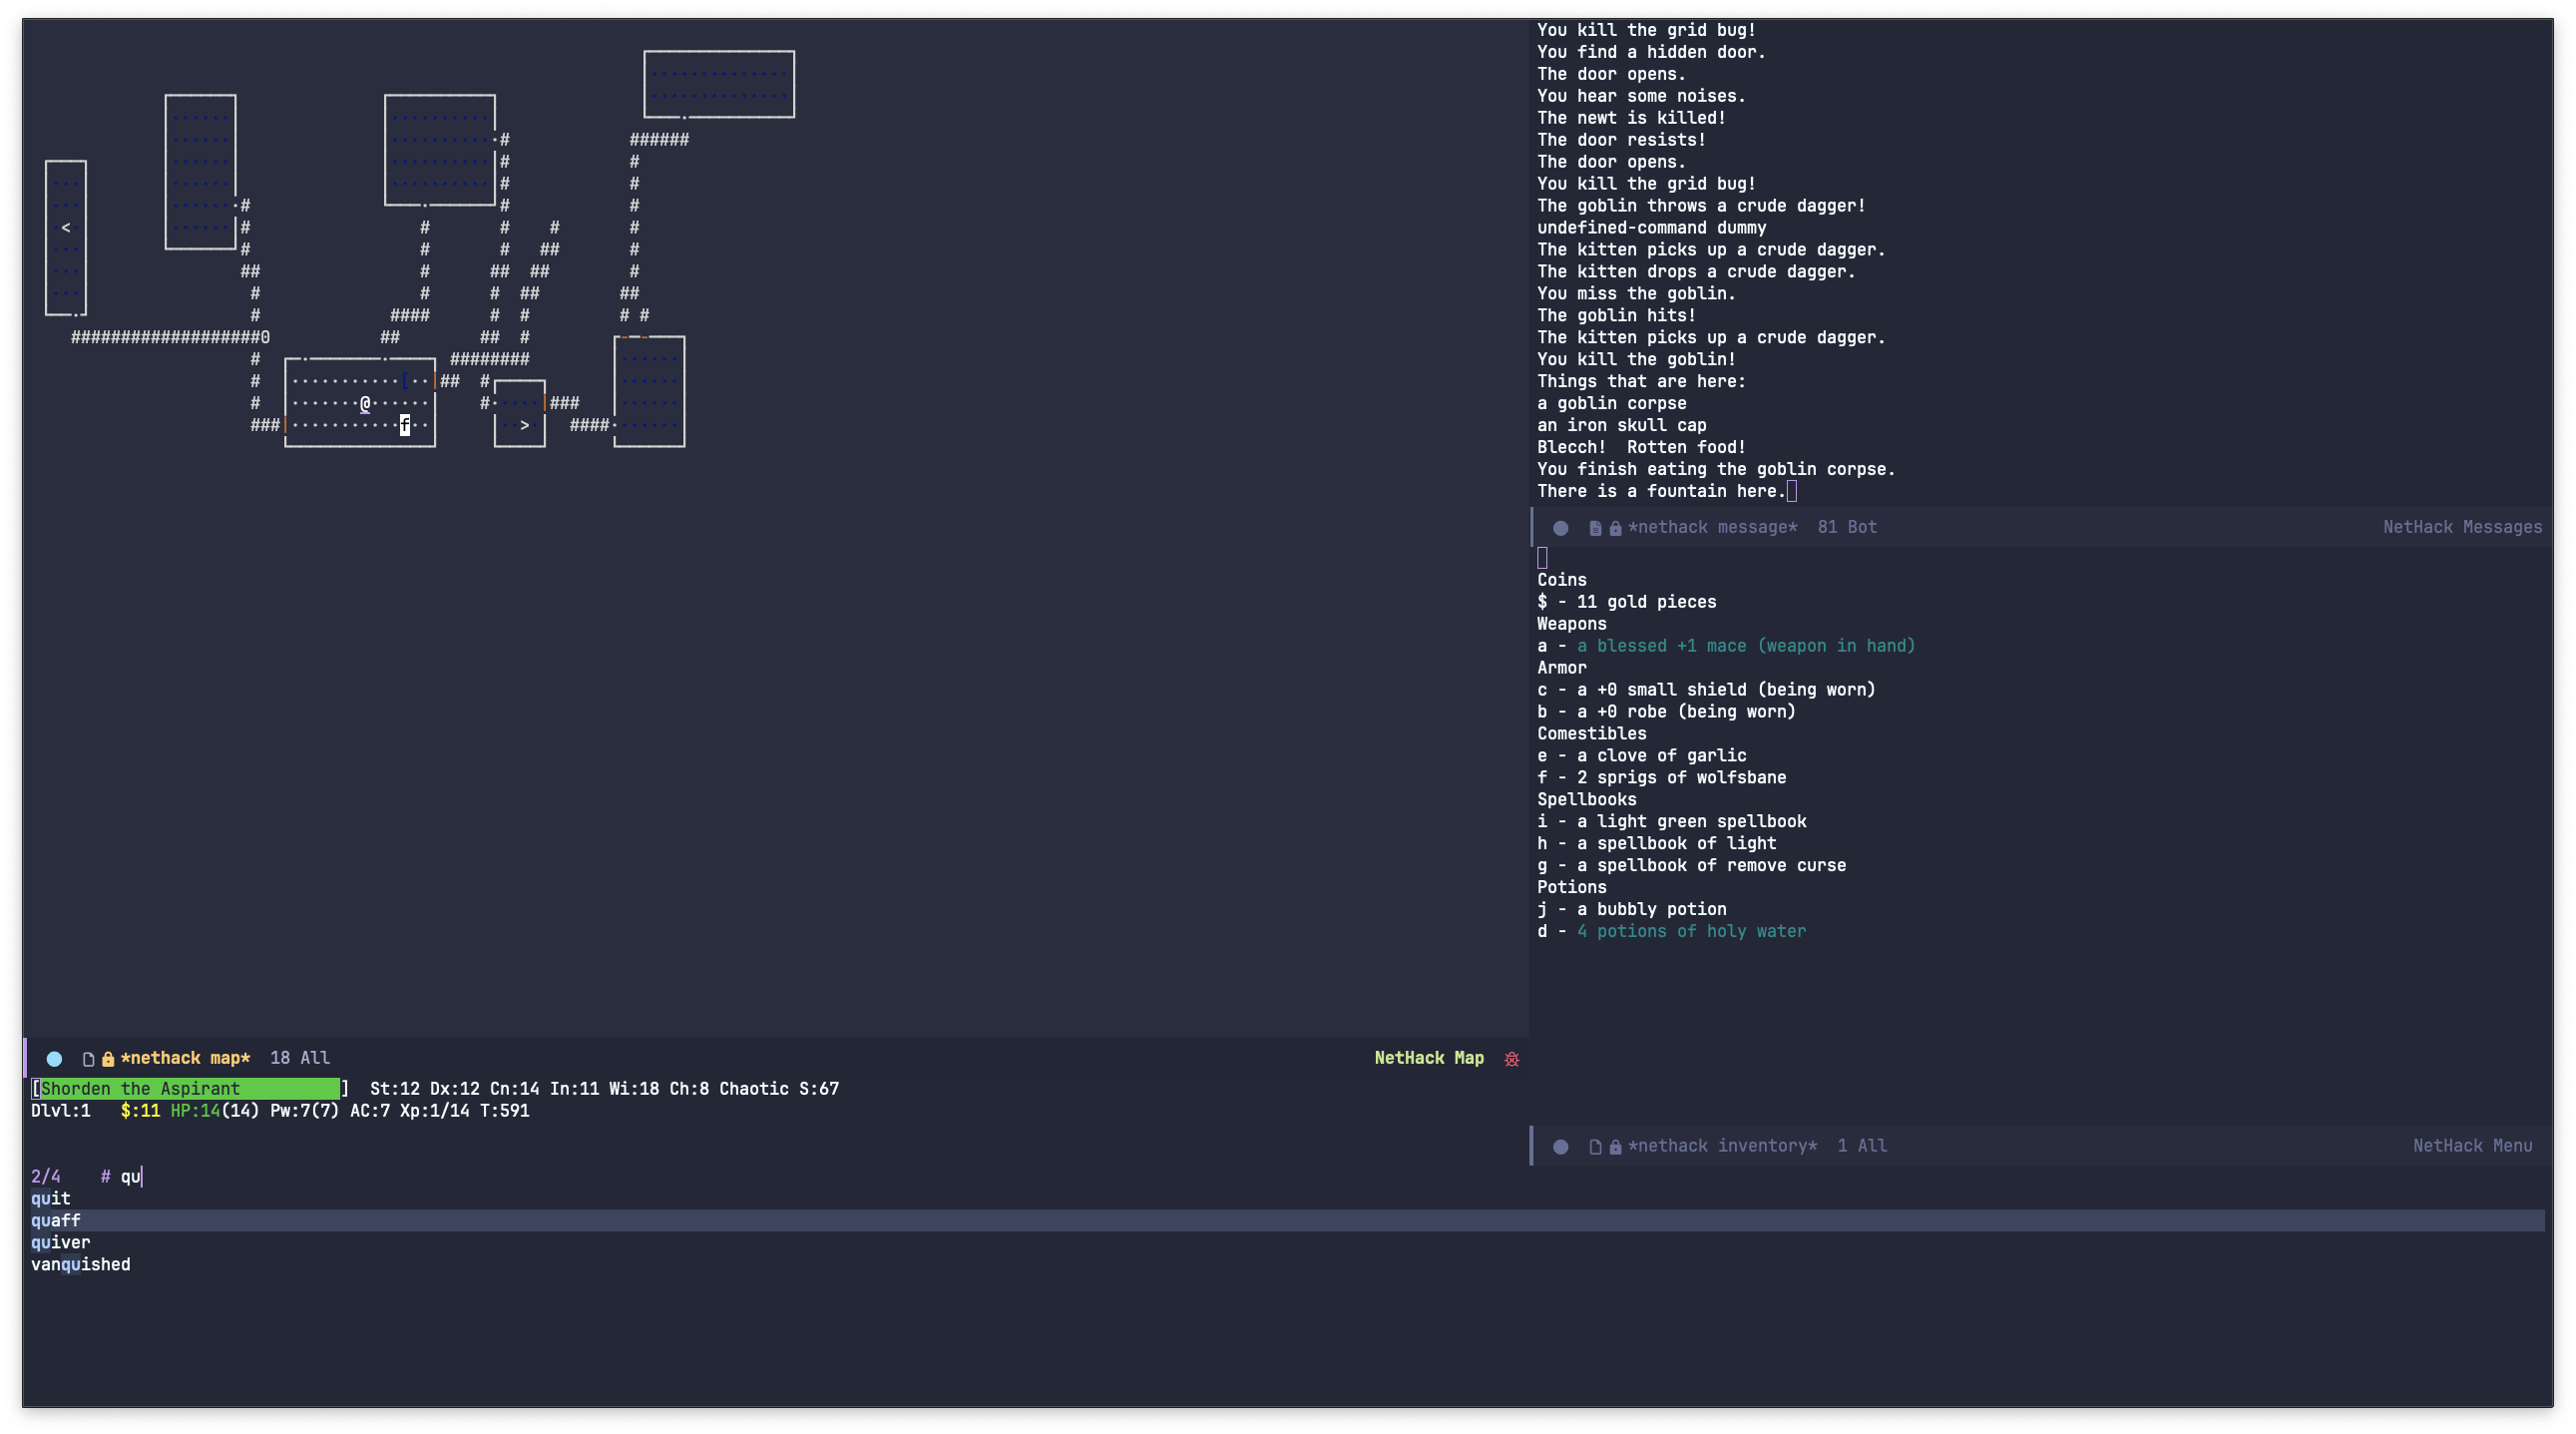 ######
#
#
#
#
#
#
#
#
#
#
<
#
#
#
#
#
#
#
##
#
##
#
##
#
##
##
#
#
#
#
##
##
#
####
#
#
# #
###################0
##
##
#
#
########
#
[
##
#
#
@
#
###
###
f
>
####
You kill the grid bug!
You find a hidden door.
The door opens.
You hear some noises.
The newt is killed!
The door resists!
The door opens.
You kill the grid bug!
The goblin throws a crude dagger!
undefined-command dummy
The kitten picks up a crude dagger.
The kitten drops a crude dagger.
You miss the goblin.
The goblin hits!
The kitten picks up a crude dagger.
You kill the goblin!
Things that are here:
a goblin corpse
an iron skull cap
Blecch!  Rotten food!
You finish eating the goblin corpse.
There is a fountain here.
*nethack message*  81 Bot
NetHack Messages
Coins
$ - 11 gold pieces
Weapons
a - a blessed +1 mace (weapon in hand)
Armor
c - a +0 small shield (being worn)
b - a +0 robe (being worn)
Comestibles
e - a clove of garlic
f - 2 sprigs of wolfsbane
Spellbooks
i - a light green spellbook
h - a spellbook of light
g - a spellbook of remove curse
Potions
j - a bubbly potion
d - 4 potions of holy water
*nethack inventory*  1 All
NetHack Menu
*nethack map*  18 All
NetHack Map
[Shorden the Aspirant          ]  St:12 Dx:12 Cn:14 In:11 Wi:18 Ch:8 Chaotic S:67
Dlvl:1   $:11 HP:14(14) Pw:7(7) AC:7 Xp:1/14 T:591
2/4    # qu
quit
quaff
quiver
vanquished